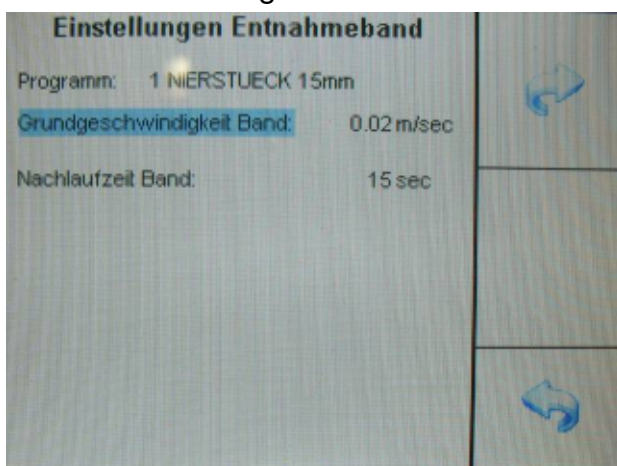 Einstellungen Entnahmeband
Programm: 1 NIERSTUECK 15mm
Grundgeschwindigkeit Band: 0.02 m/sec
Nachlaufzeit Band: 15 sec